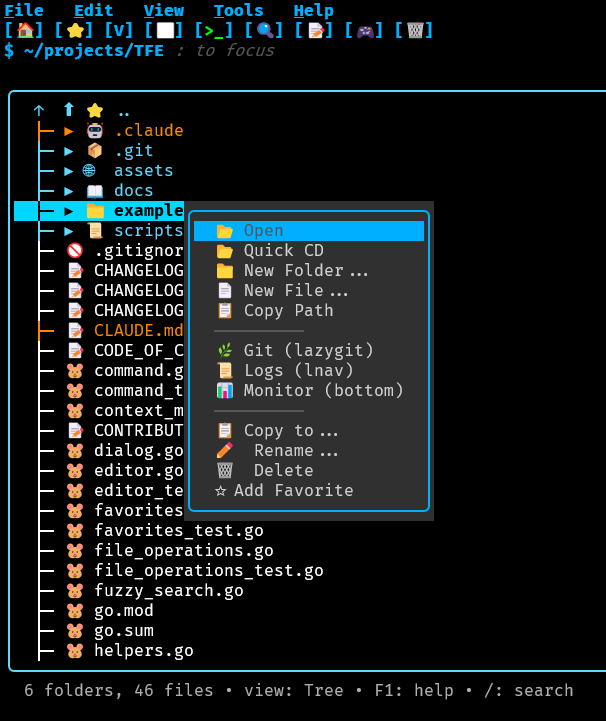 File Edit View Tools Help
[🏠] [⭐] [V] [⬜] [>_] [🔍] [📝] [🎮] [🗑️]
$ ~/projects/TFE : to focus
↑ ⬆ ⭐ ..
▶ 🤖 .claude
▶ 📦 .git
▶ 🌐 assets
▶ 📖 docs
▶ 📁 example
▶ 📜 scripts
🚫 .gitignor
📝 CHANGELOG
📝 CHANGELOG
📝 CHANGELOG
📝 CLAUDE.md
📝 CODE_OF_C
🐹 command.g
🐹 command_t
🐹 context_m
📝 CONTRIBUT
🐹 dialog.go
🐹 editor.go
🐹 editor_te
🐹 favorites
🐹 favorites_test.go
🐹 file_operations.go
🐹 file_operations_test.go
🐹 fuzzy_search.go
🐹 go.mod
🐹 go.sum
🐹 helpers.go
📂 Open
📂 Quick CD
📁 New Folder...
📄 New File...
📋 Copy Path
🌿 Git (lazygit)
📜 Logs (lnav)
📊 Monitor (bottom)
📋 Copy to...
✏️ Rename...
🗑️ Delete
☆ Add Favorite
6 folders, 46 files • view: Tree • F1: help • /: search